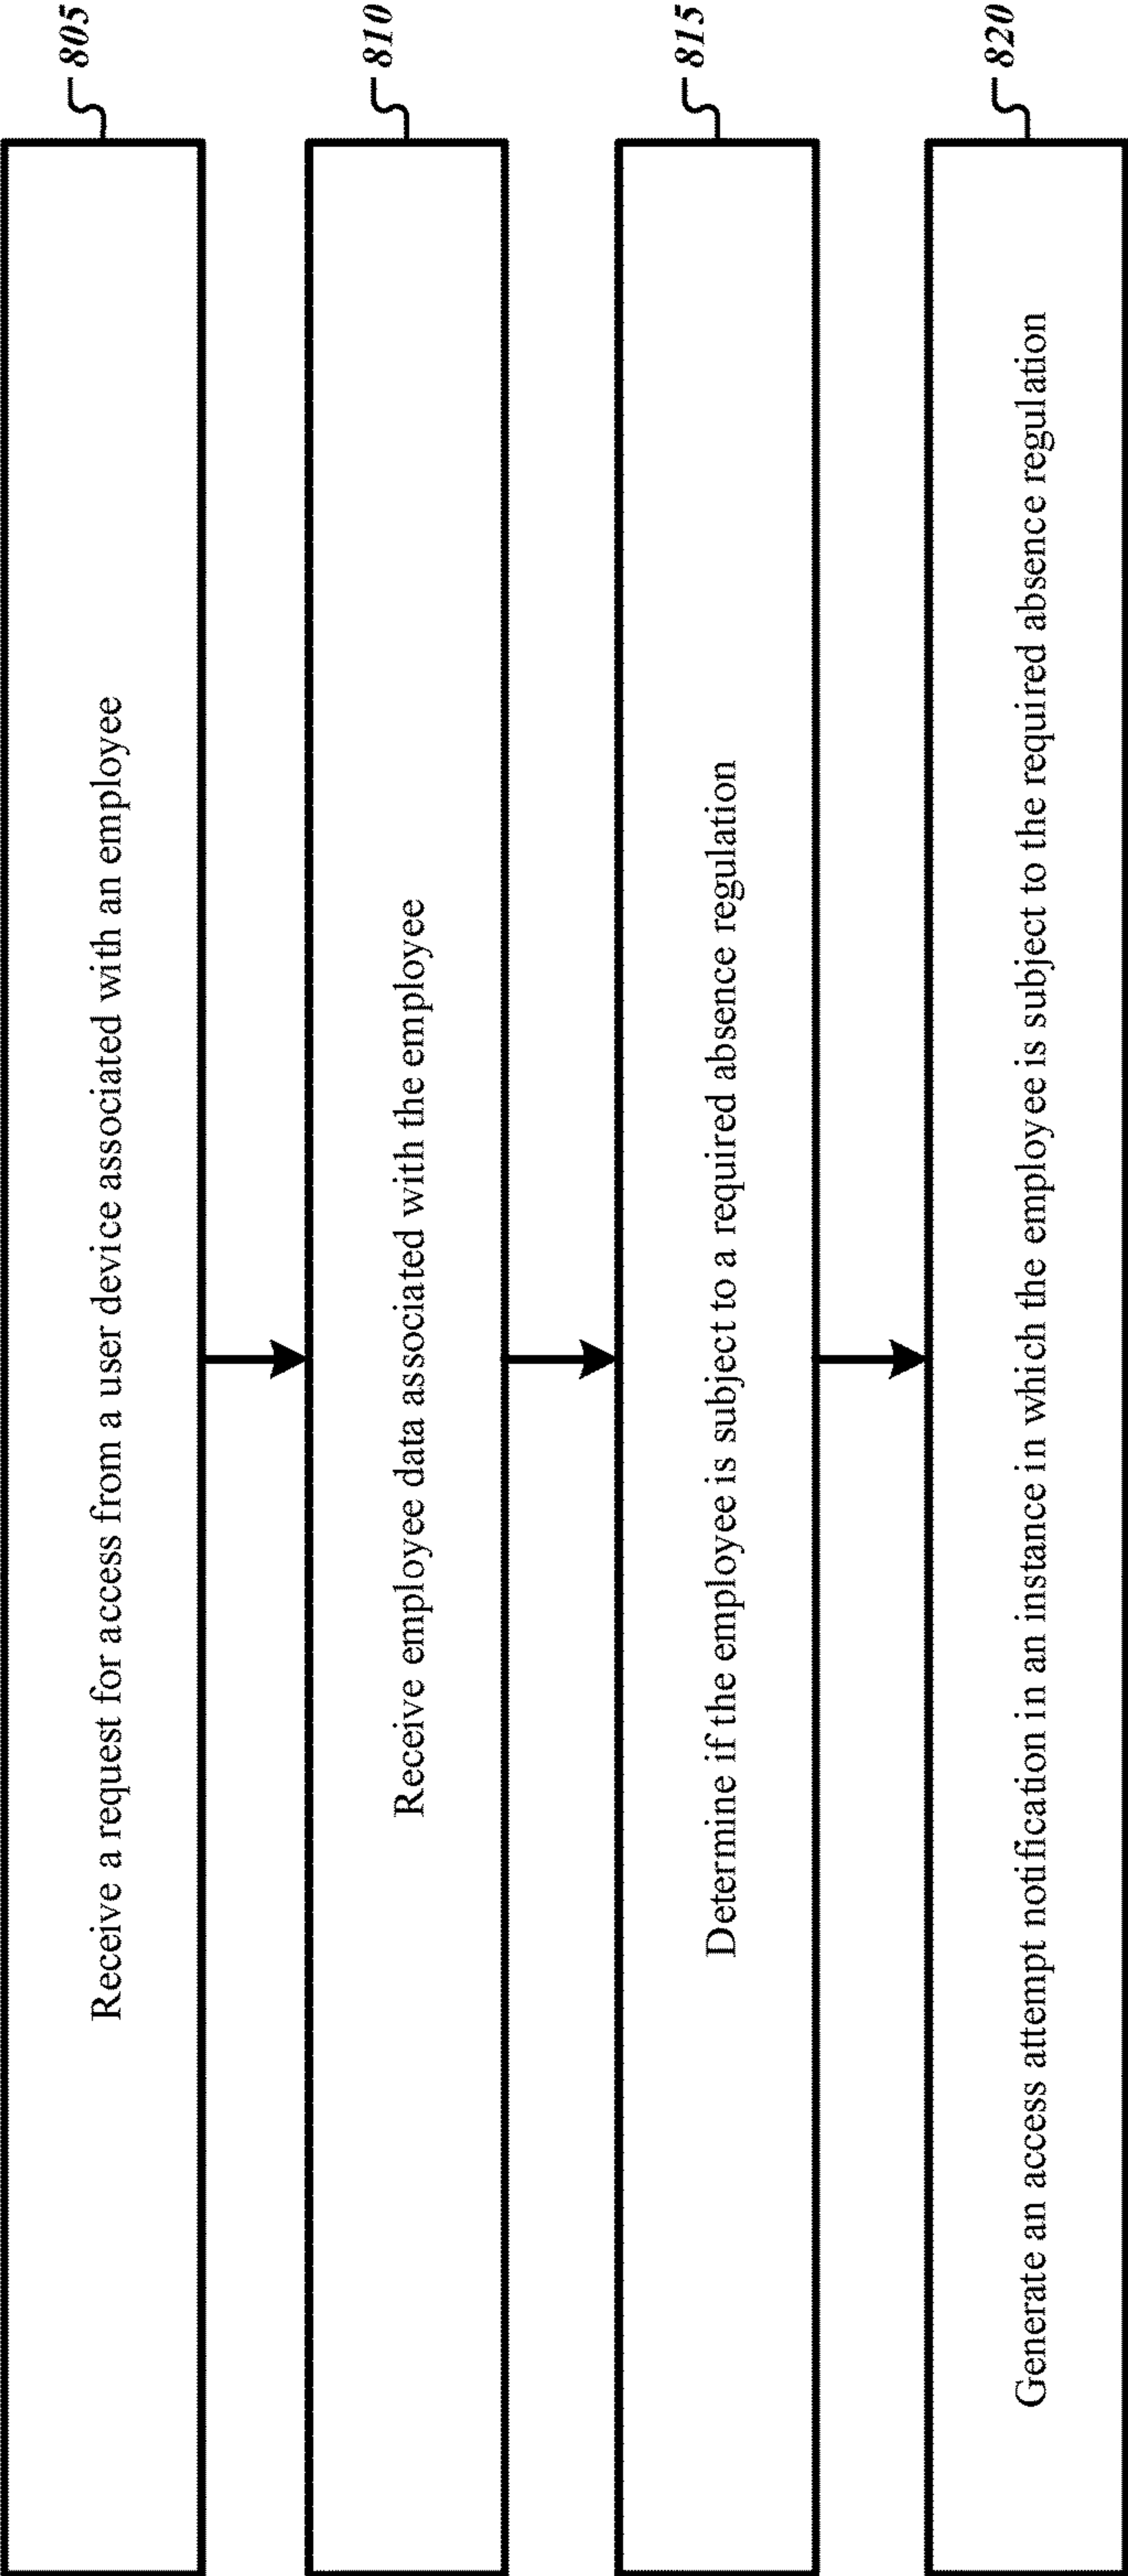 Receive a request for access from a user device associated with an employee
805
Receive employee data associated with the employee
810
Determine if the employee is subject to a required absence regulation
815
Generate an access attempt notification in an instance in which the employee is subject to the required absence regulation
820